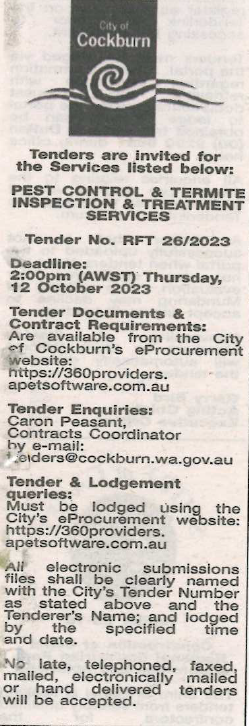 City of
Cockburn
Tenders are invited for
the Services listed below:
PEST CONTROL & TERMITE
INSPECTION & TREATMENT
SERVICES
Tender No. RFT 26/2023
Deadline:
2:00pm (AWST) Thursday,
12 October 2023
Tender Documents &
Contract Requirements:
Are available from the City
of Cockburn's eProcurement
website:
https://360providers.
apetsoftware.com.au
Tender Enquiries:
Caron Peasant,
Contracts Coordinator
by e-mail:
tenders@cockburn.wa.gov.au
Tender & Lodgement
queries:
Must be lodged using the
City's eProcurement website:
https://360providers.
apetsoftware.com.au
All electronic submissions
files shall be clearly named
with the City's Tender Number
as stated above and the
Tenderer's Name; and lodged
by the specified time
and date.
No late, telephoned, faxed,
mailed, electronically mailed
or hand delivered tenders
will be accepted.